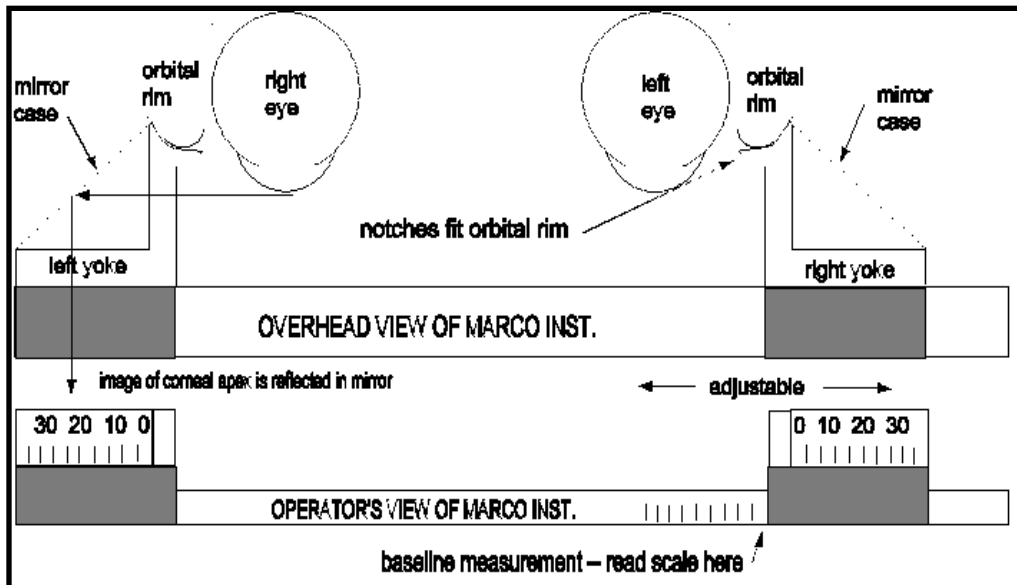 mirror
case
orbital
rim
right
eye
left
eye
orbital
rim
mirror
case
notches fit orbital rim
left yoke
right yoke
OVERHEAD VIEW OF MARCO INST.
image of corneal apex is reflected in mirror
adjustable
30 20 10 0
0 10 20 30
OPERATOR'S VIEW OF MARCO INST.
baseline measurement – read scale here